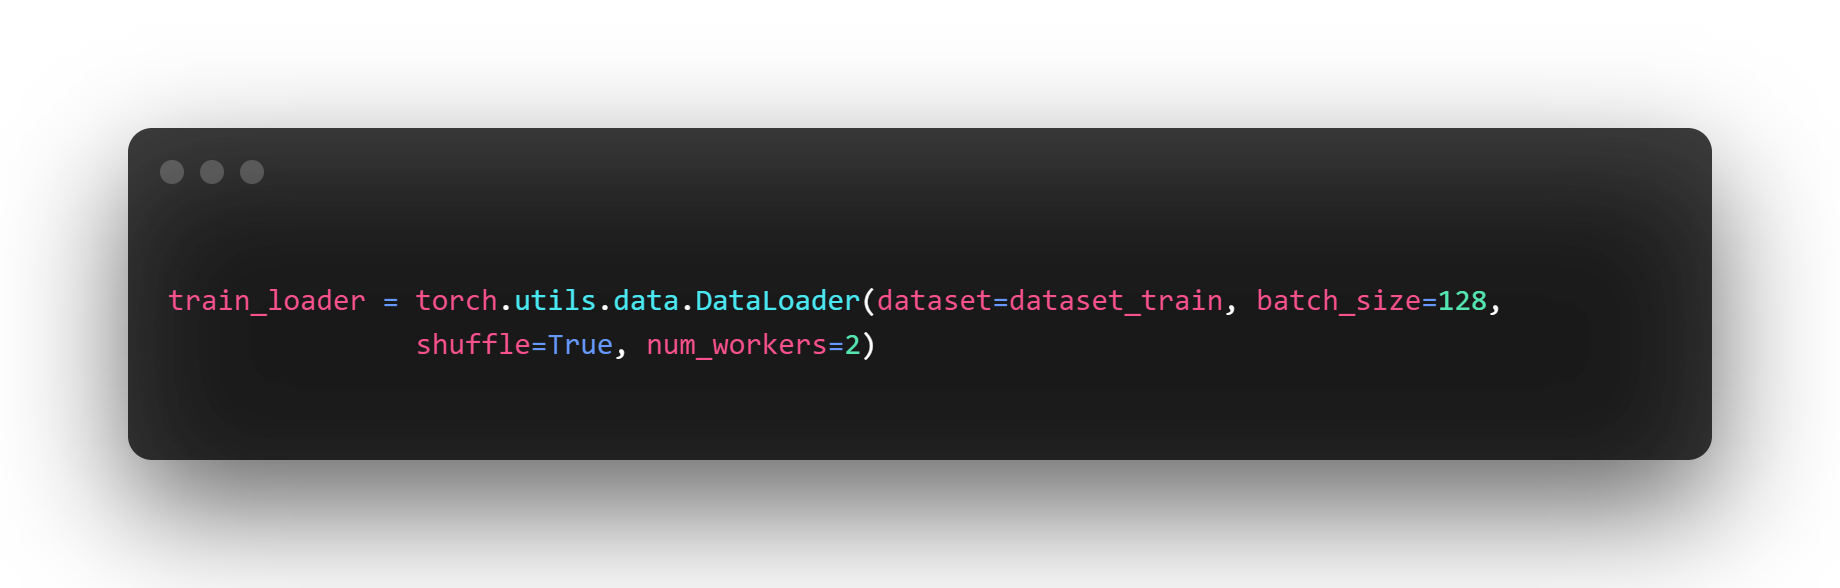 train_loader = torch.utils.data.DataLoader(dataset=dataset_train, batch_size=128,
shuffle=True, num_workers=2)